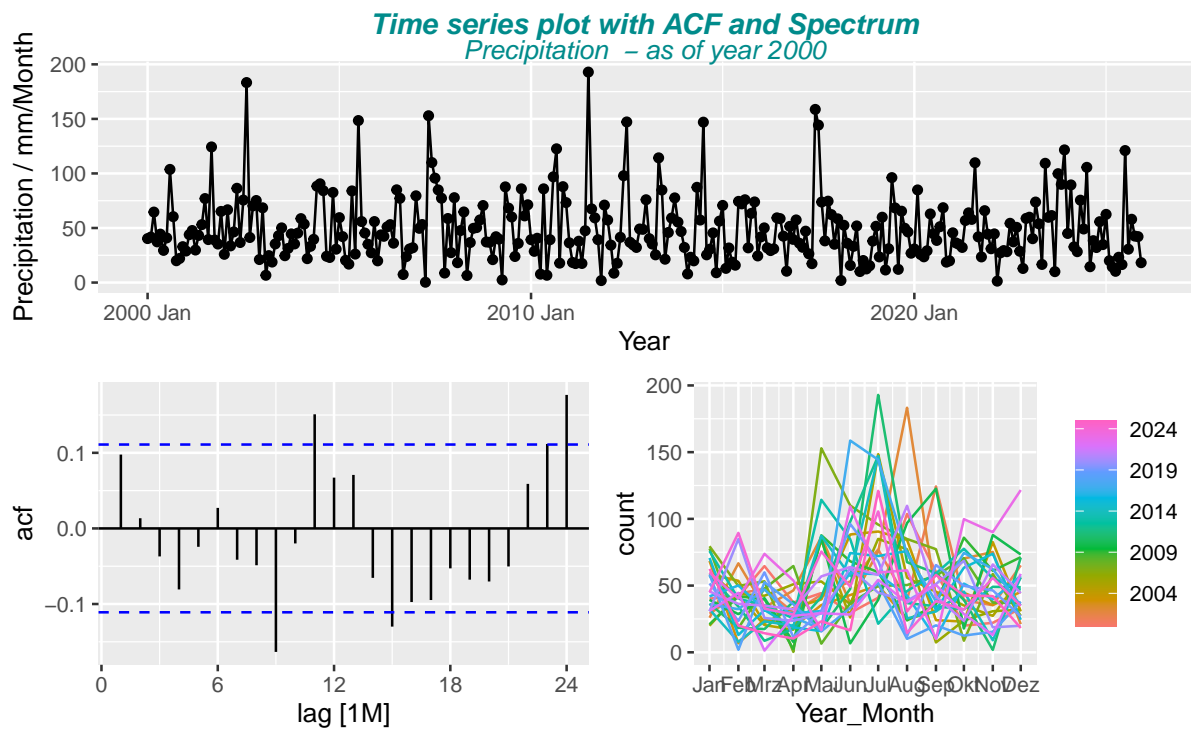 Time series plot with ACF and Spectrum
Precipitation – as of year 2000
Precipitation / mm/Month
200
150
100
50
0
2000 Jan
2010 Jan
2020 Jan
Year
acf
0.1
0.0
−0.1
0
6
12
18
24
lag [1M]
count
200
150
100
50
0
Jan Feb Mrz Apr Mai Jun Jul Aug Sep Okt Nov Dez
Year_Month
2024
2019
2014
2009
2004